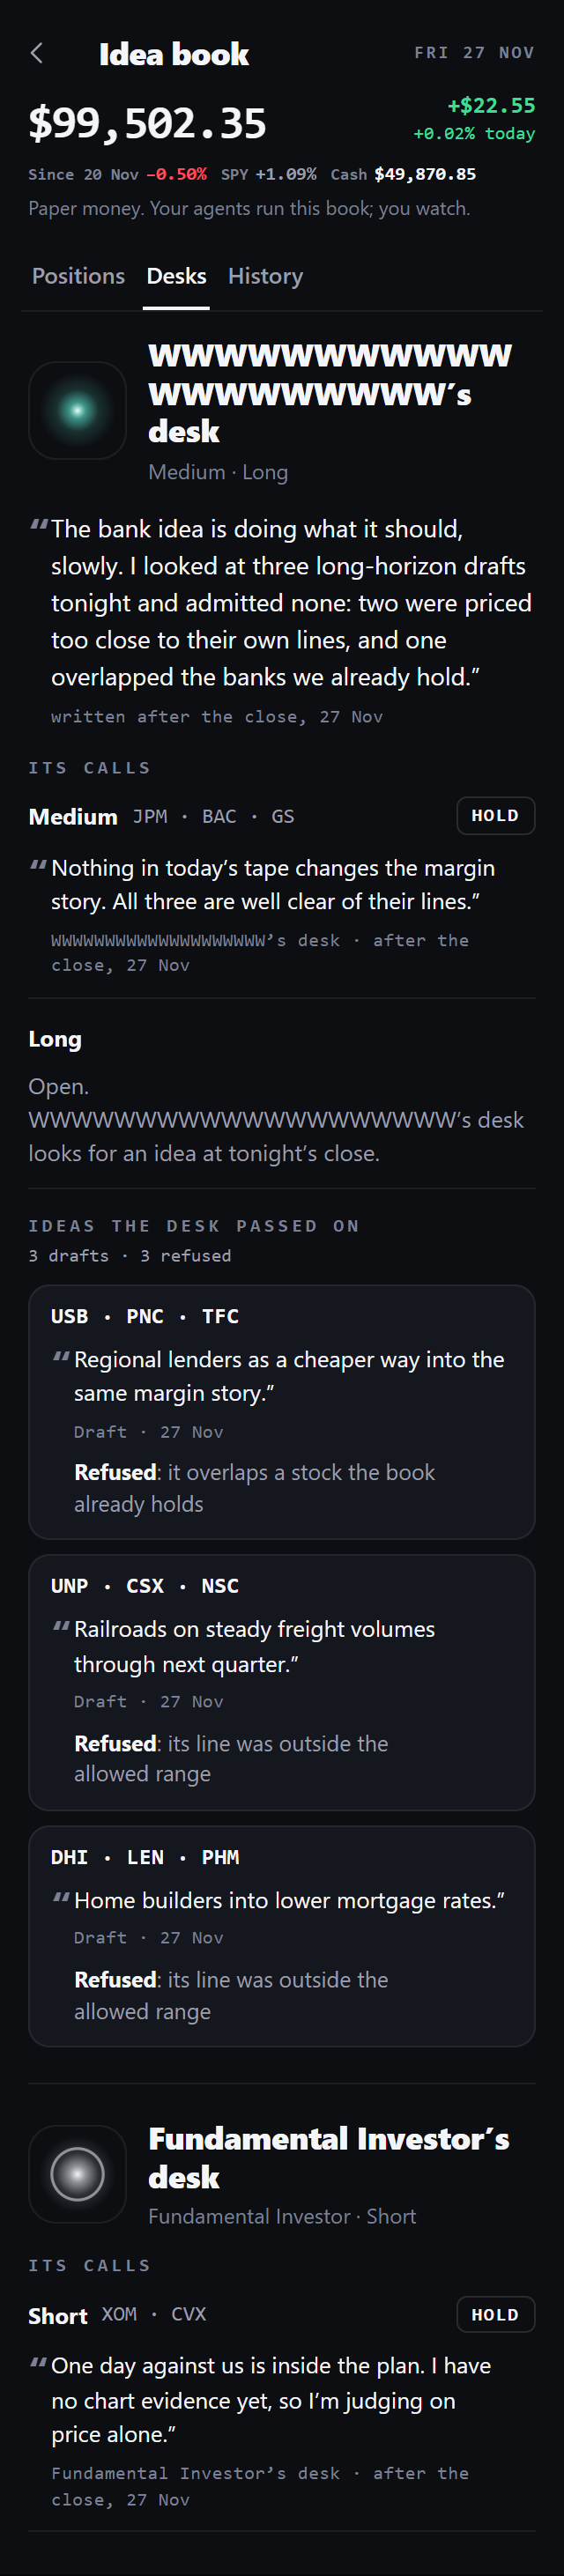 Idea book
FRI 27 NOV
$99,502.35
+$22.55
+0.02% today
Since 20 Nov −0.50% SPY +1.09% Cash $49,870.85
Paper money. Your agents run this book; you watch.
Positions Desks History
WWWWWWWWWWW
WWWWWWWWW’s
desk
Medium · Long
“The bank idea is doing what it should,
slowly. I looked at three long-horizon drafts
tonight and admitted none: two were priced
too close to their own lines, and one
overlapped the banks we already hold.”
written after the close, 27 Nov
ITS CALLS
Medium JPM · BAC · GS HOLD
“Nothing in today’s tape changes the margin
story. All three are well clear of their lines.”
WWWWWWWWWWWWWWWWWWWW’s desk · after the
close, 27 Nov
Long
Open.
WWWWWWWWWWWWWWWWWWWW’s desk
looks for an idea at tonight’s close.
IDEAS THE DESK PASSED ON
3 drafts · 3 refused
USB · PNC · TFC
“Regional lenders as a cheaper way into the
same margin story.”
Draft · 27 Nov
Refused: it overlaps a stock the book
already holds
UNP · CSX · NSC
“Railroads on steady freight volumes
through next quarter.”
Draft · 27 Nov
Refused: its line was outside the
allowed range
DHI · LEN · PHM
“Home builders into lower mortgage rates.”
Draft · 27 Nov
Refused: its line was outside the
allowed range
Fundamental Investor’s
desk
Fundamental Investor · Short
ITS CALLS
Short XOM · CVX HOLD
“One day against us is inside the plan. I have
no chart evidence yet, so I’m judging on
price alone.”
Fundamental Investor’s desk · after the
close, 27 Nov